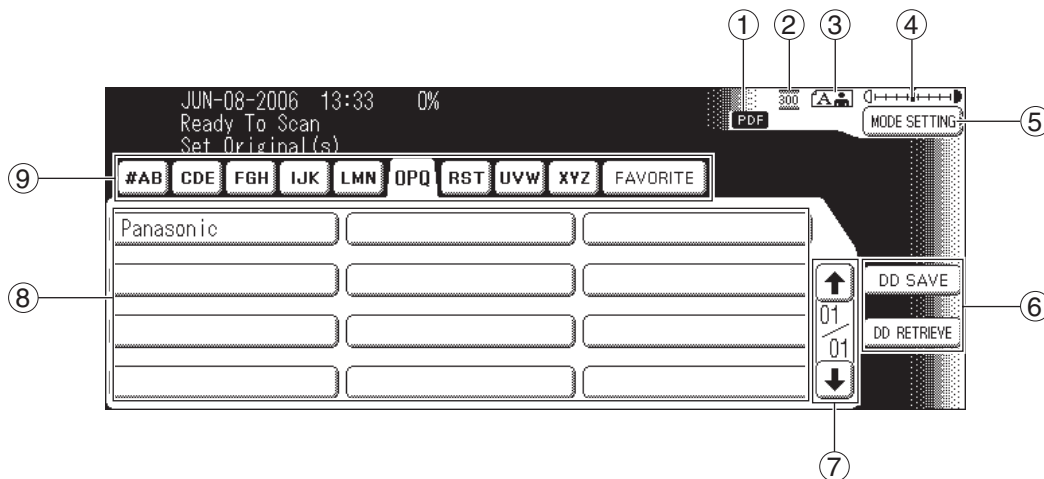 ① ② ③ ④
JUN-08-2006 13:33 0%
300 A
Ready To Scan
PDF
MODE SETTING ⑤
Set Original(s)
⑨ #AB CDE FGH IJK LMN OPQ RST UVW XYZ FAVORITE
Panasonic
⑧
DD SAVE
⑥
01
/
01
DD RETRIEVE
⑦